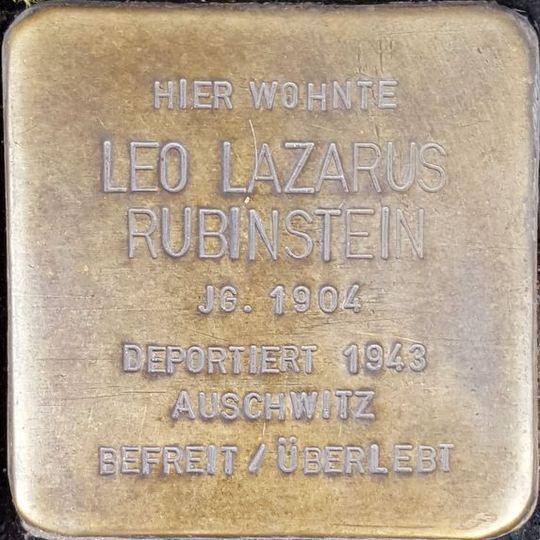 HIER WOHNTE
LEO LAZARUS
RUBINSTEIN
JG. 1904
DEPORTIERT 1943
AUSCHWITZ
BEFREIT / ÜBERLEBT